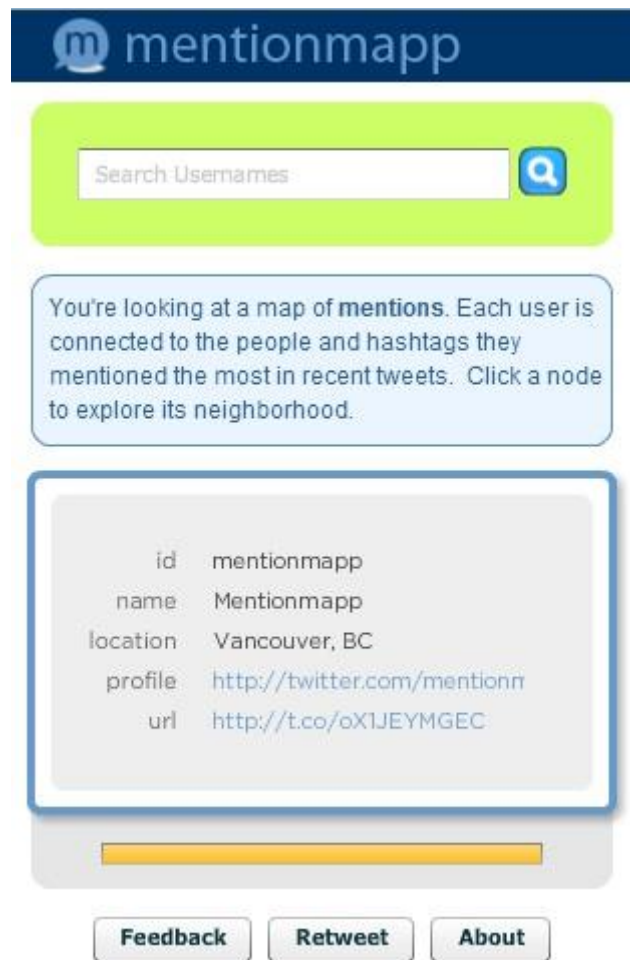 m mentionmapp
Search Usernames
You're looking at a map of mentions. Each user is
connected to the people and hashtags they
mentioned the most in recent tweets. Click a node
to explore its neighborhood.
id mentionmapp
name Mentionmapp
location Vancouver, BC
profile http://twitter.com/mentionm
url http://t.co/oX1JEYMGEC
Feedback Retweet About